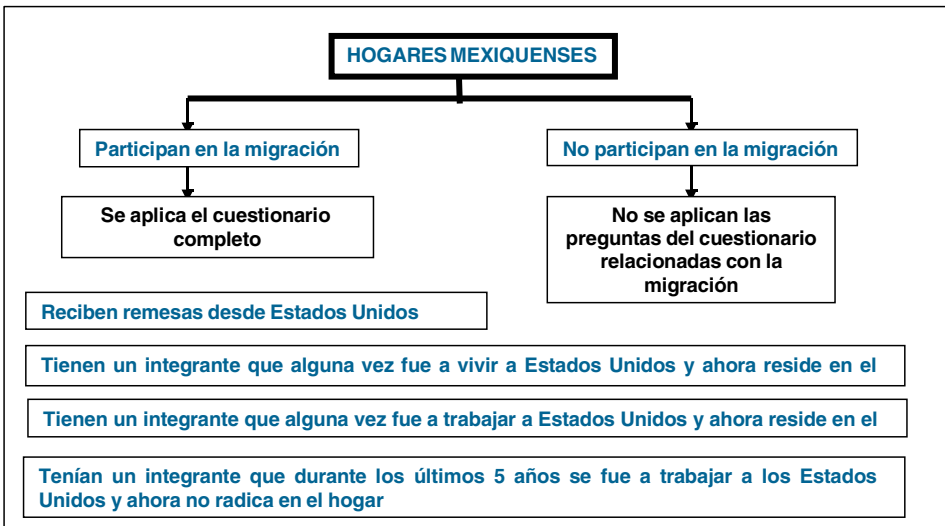 HOGARES MEXIQUENSES
Participan en la migración
No participan en la migración
Se aplica el cuestionario
completo
No se aplican las
preguntas del cuestionario
relacionadas con la
migración
Reciben remesas desde Estados Unidos
Tienen un integrante que alguna vez fue a vivir a Estados Unidos y ahora reside en el
Tienen un integrante que alguna vez fue a trabajar a Estados Unidos y ahora reside en el
Tenían un integrante que durante los últimos 5 años se fue a trabajar a los Estados
Unidos y ahora no radica en el hogar